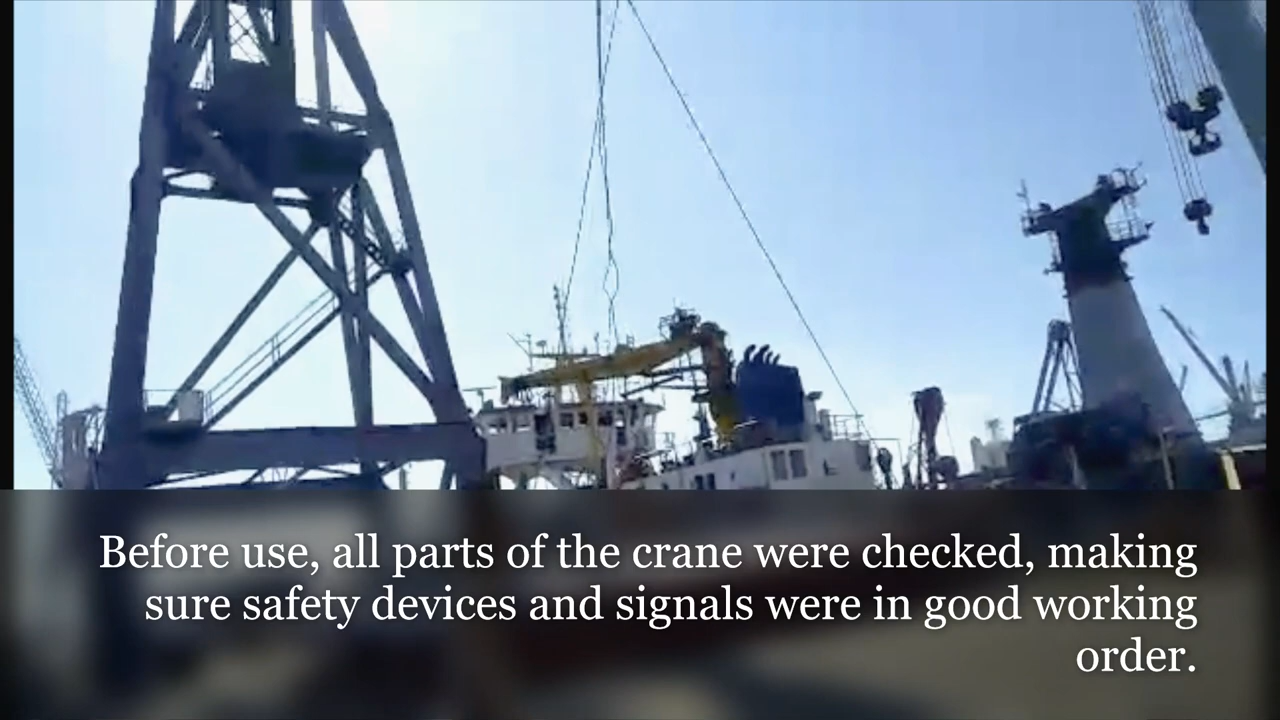 Before use, all parts of the crane were checked, making
sure safety devices and signals were in good working
order.